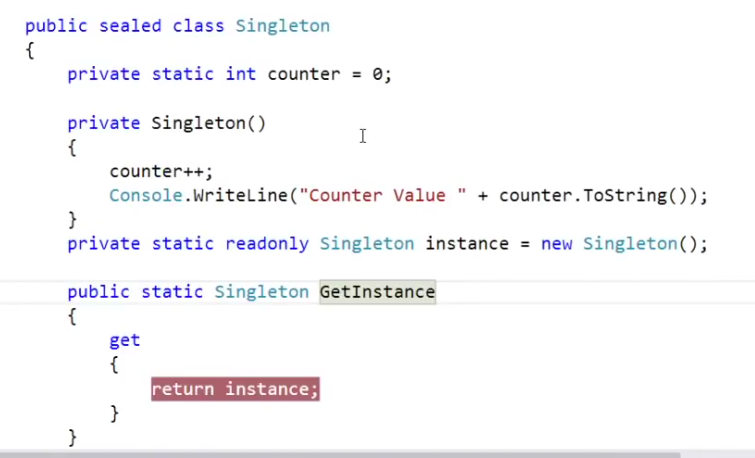 public sealed class Singleton
{
private static int counter = 0;
private Singleton()
{
counter++;
Console.WriteLine("Counter Value " + counter.ToString());
}
private static readonly Singleton instance = new Singleton();
public static Singleton GetInstance
{
get
{
return instance;
}
}